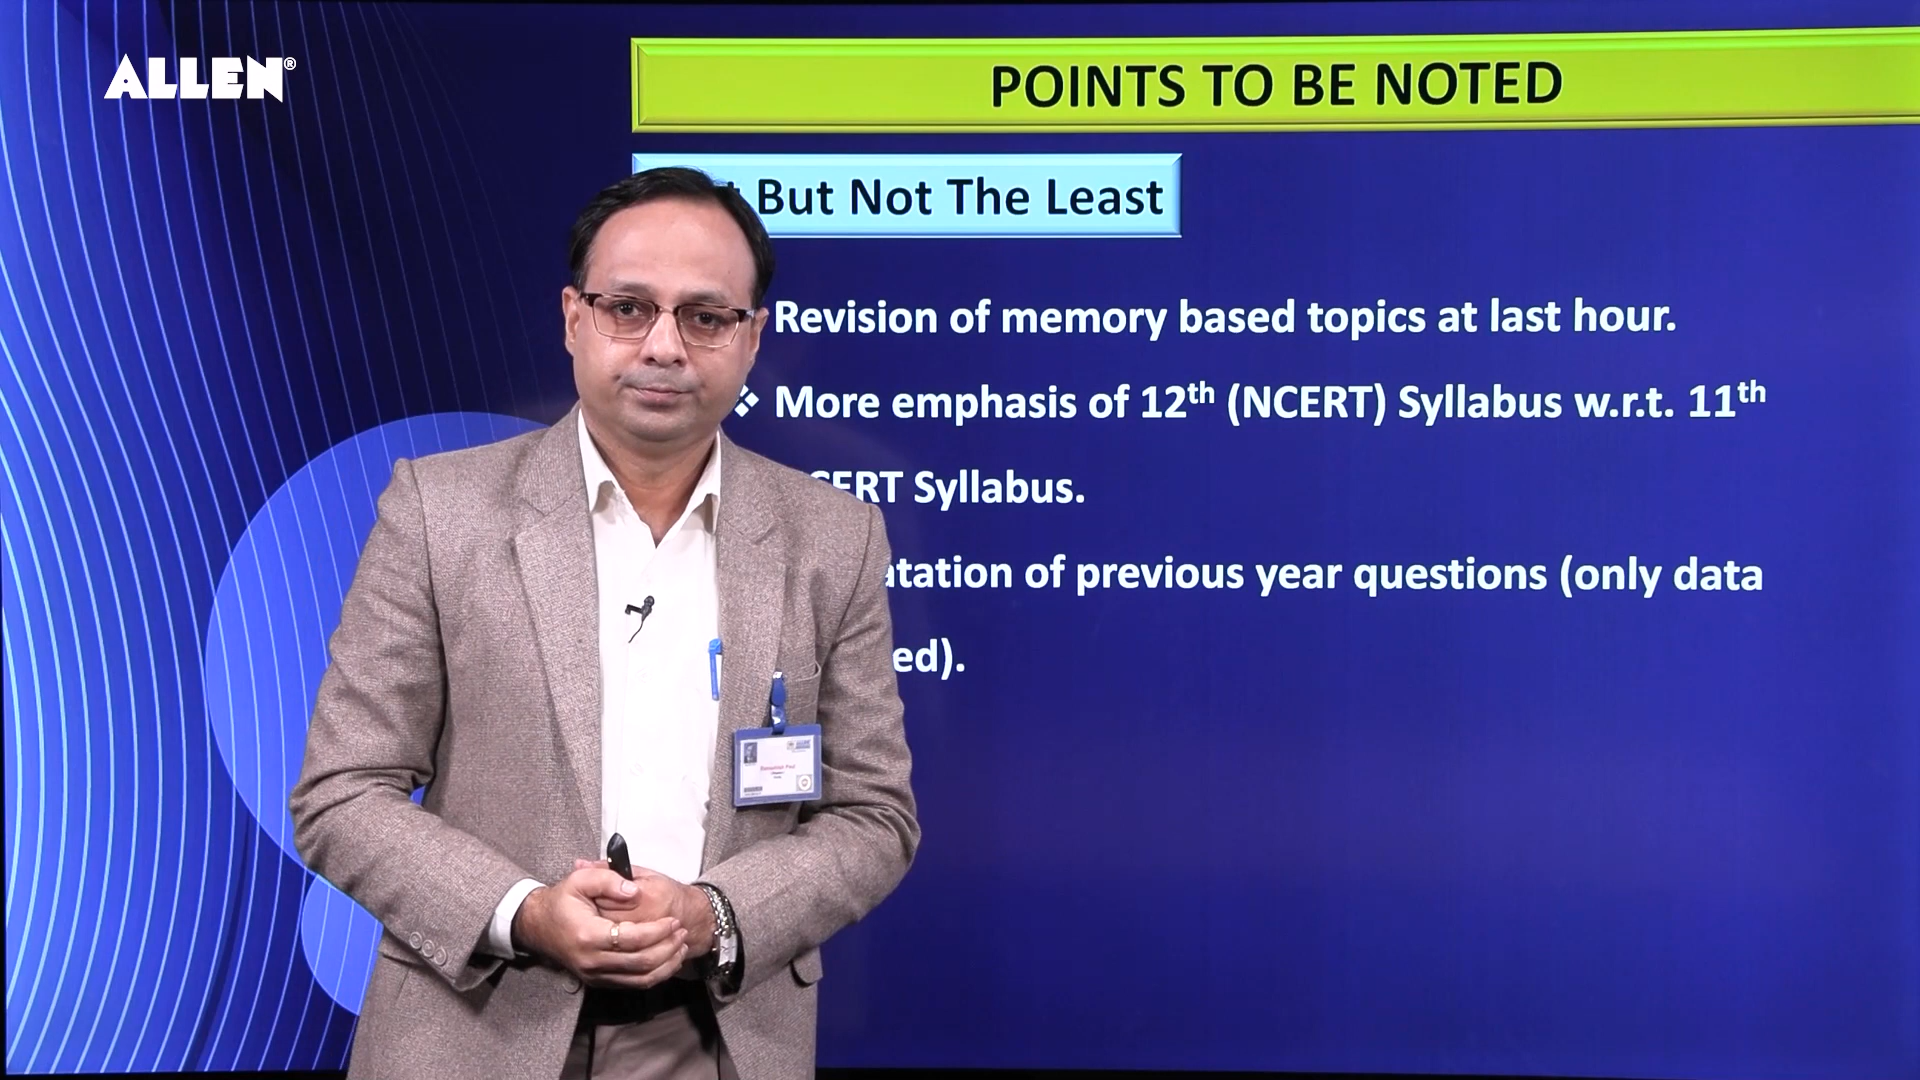 ALLEN®
POINTS TO BE NOTED
But Not The Least
Revision of memory based topics at last hour.
❖ More emphasis of 12th (NCERT) Syllabus w.r.t. 11th
CERT Syllabus.
tation of previous year questions (only data
ed).